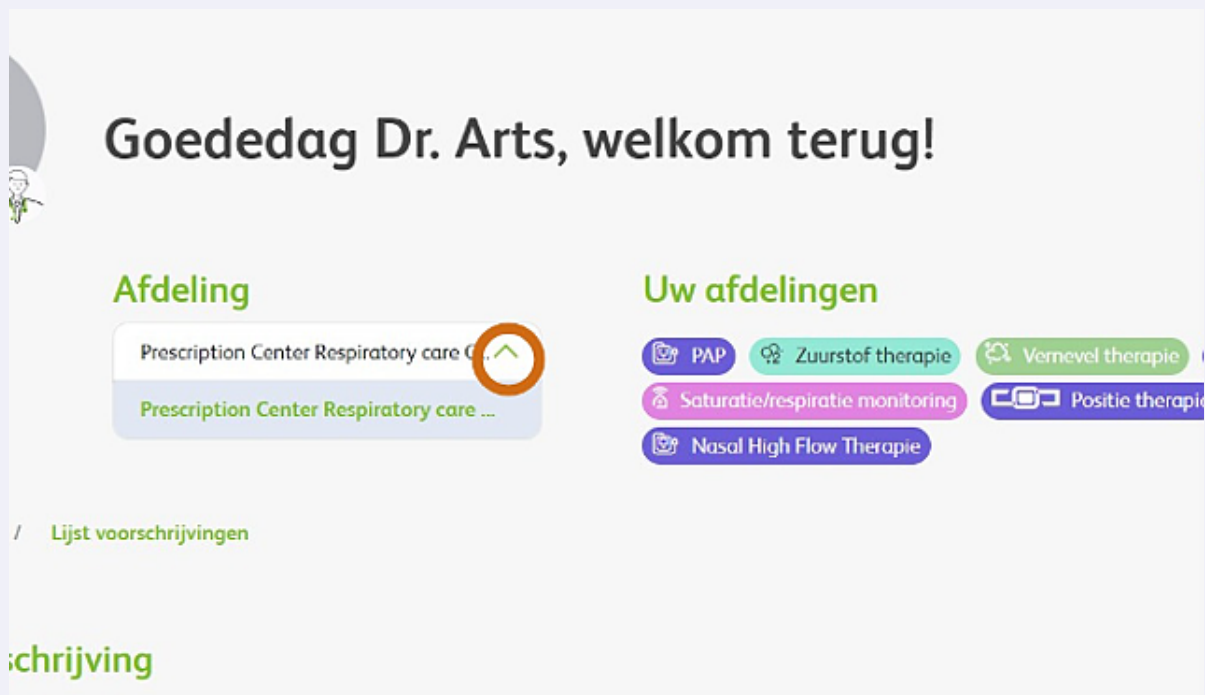 Goededag Dr. Arts, welkom terug!
Afdeling
Uw afdelingen
Prescription Center Respiratory care
Prescription Center Respiratory care ...
PAP
Zuurstof therapie
Vernevel therapie
Saturatie/respiratie monitoring
Positie therapie
Nasal High Flow Therapie
/ Lijst voorschrijvingen
schrijving